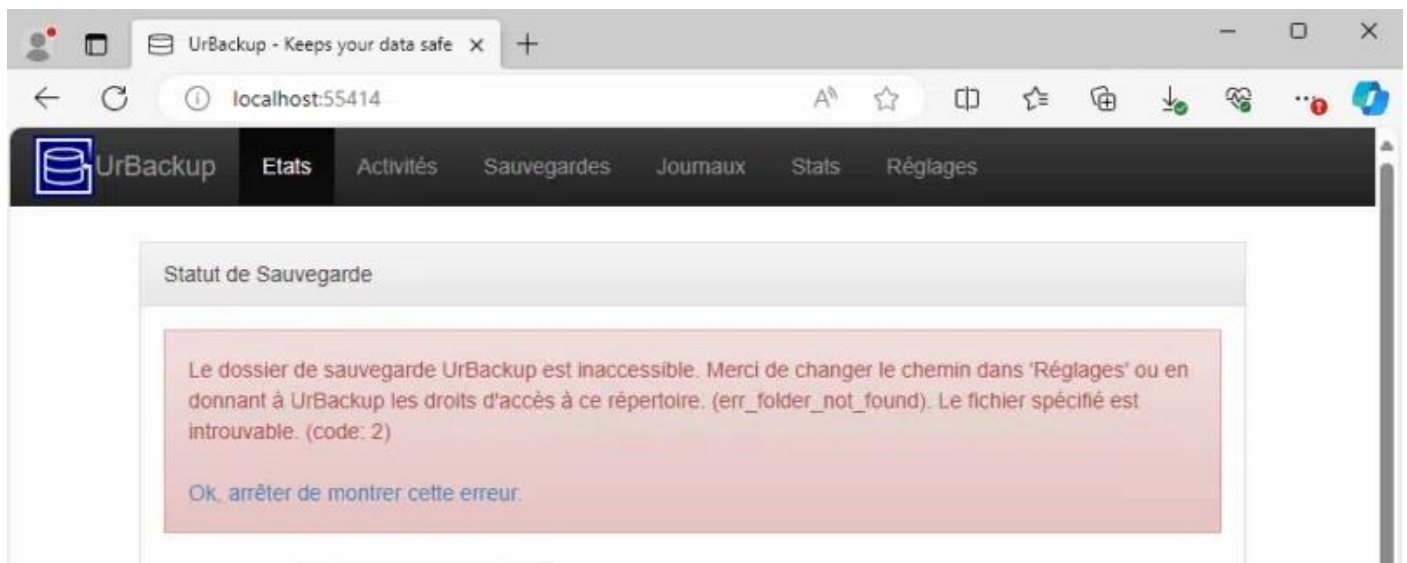 UrBackup - Keeps your data safe
localhost:55414
UrBackup Etats Activités Sauvegardes Journaux Stats Réglages
Statut de Sauvegarde
Le dossier de sauvegarde UrBackup est inaccessible. Merci de changer le chemin dans 'Réglages' ou en
donnant à UrBackup les droits d'accès à ce répertoire. (err_folder_not_found). Le fichier spécifié est
introuvable. (code: 2)
Ok, arrêter de montrer cette erreur.